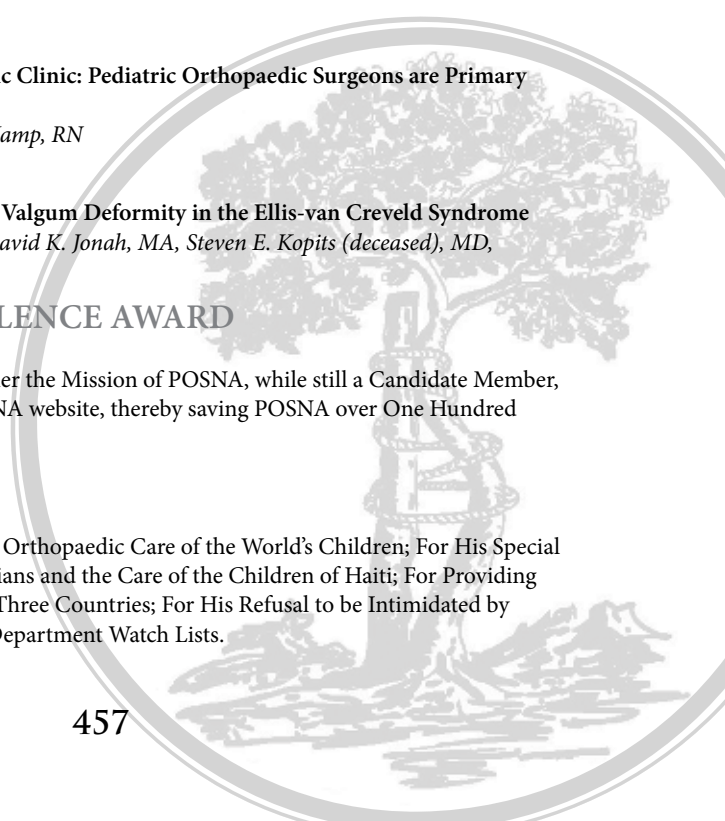 ic Clinic: Pediatric Orthopaedic Surgeons are Primary
amp, RN
Valgum Deformity in the Ellis-van Creveld Syndrome
avid K. Jonah, MA, Steven E. Kopits (deceased), MD,
LENCE AWARD
er the Mission of POSNA, while still a Candidate Member,
NA website, thereby saving POSNA over One Hundred
Orthopaedic Care of the World’s Children; For His Special
ians and the Care of the Children of Haiti; For Providing
Three Countries; For His Refusal to be Intimidated by
Department Watch Lists.
457